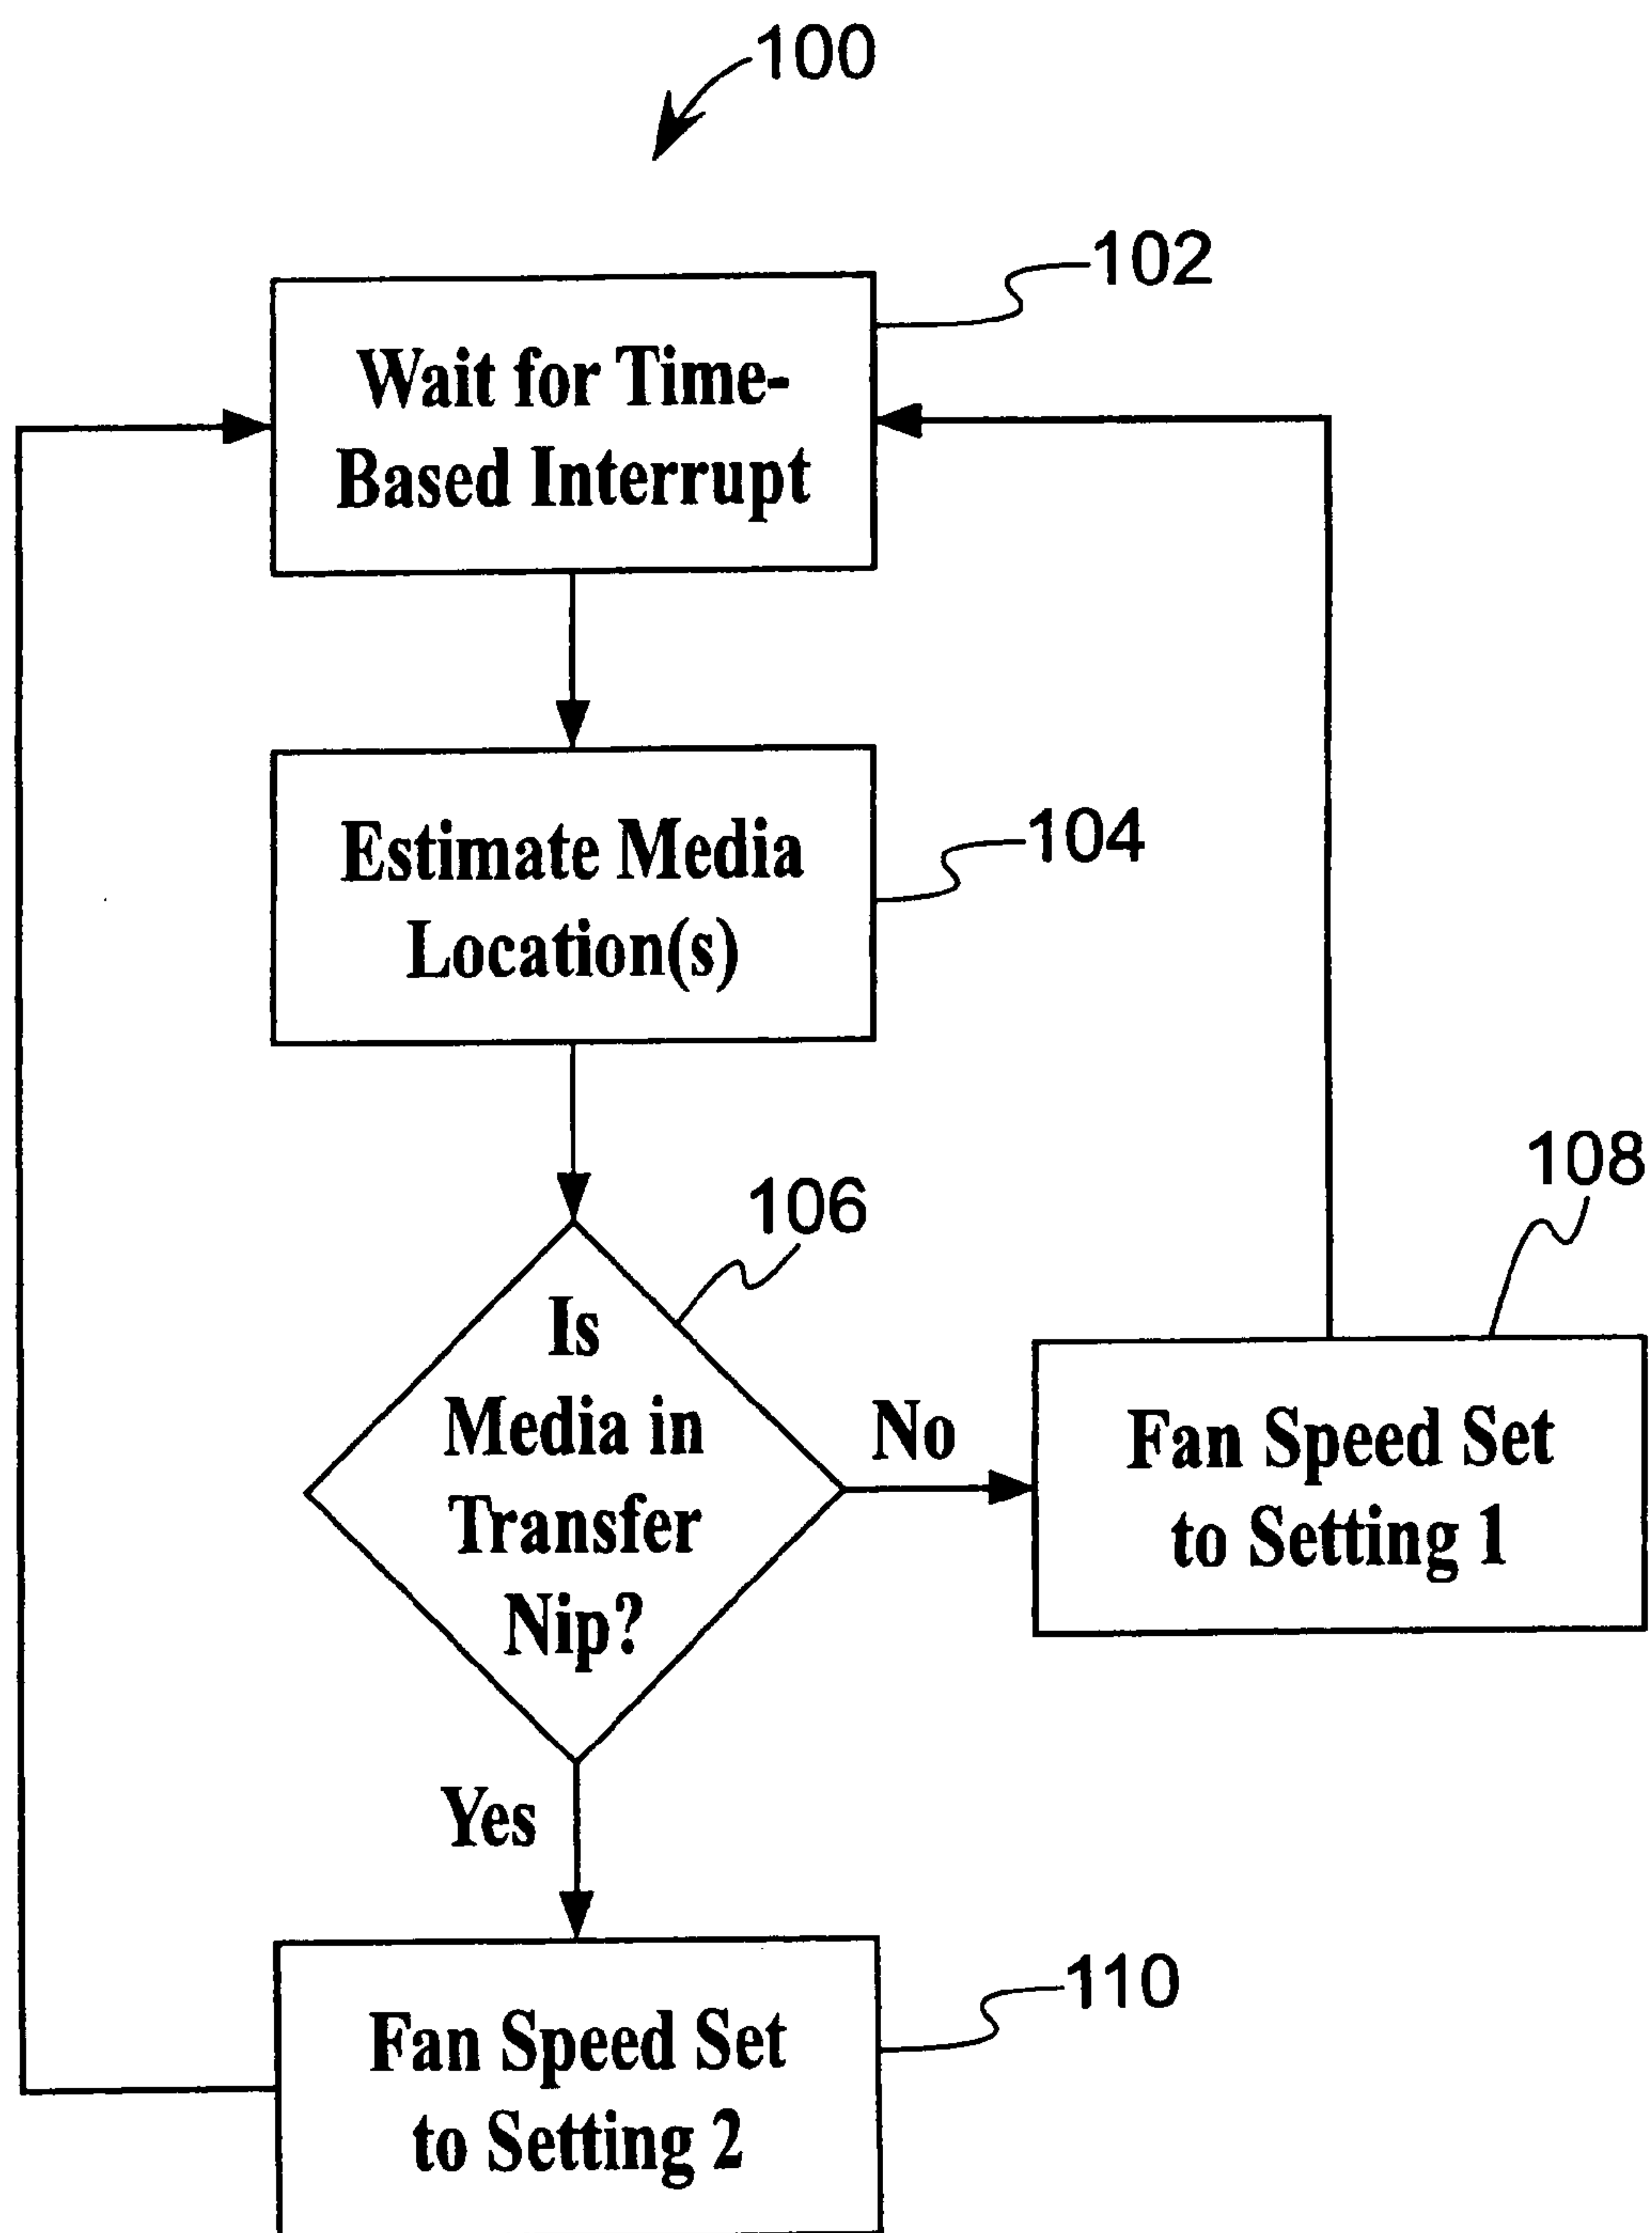 100
102
Wait for Time-
Based Interrupt
104
Estimate Media
Location(s)
106
Is
Media in
Transfer
Nip?
No
108
Fan Speed Set
to Setting 1
Yes
110
Fan Speed Set
to Setting 2